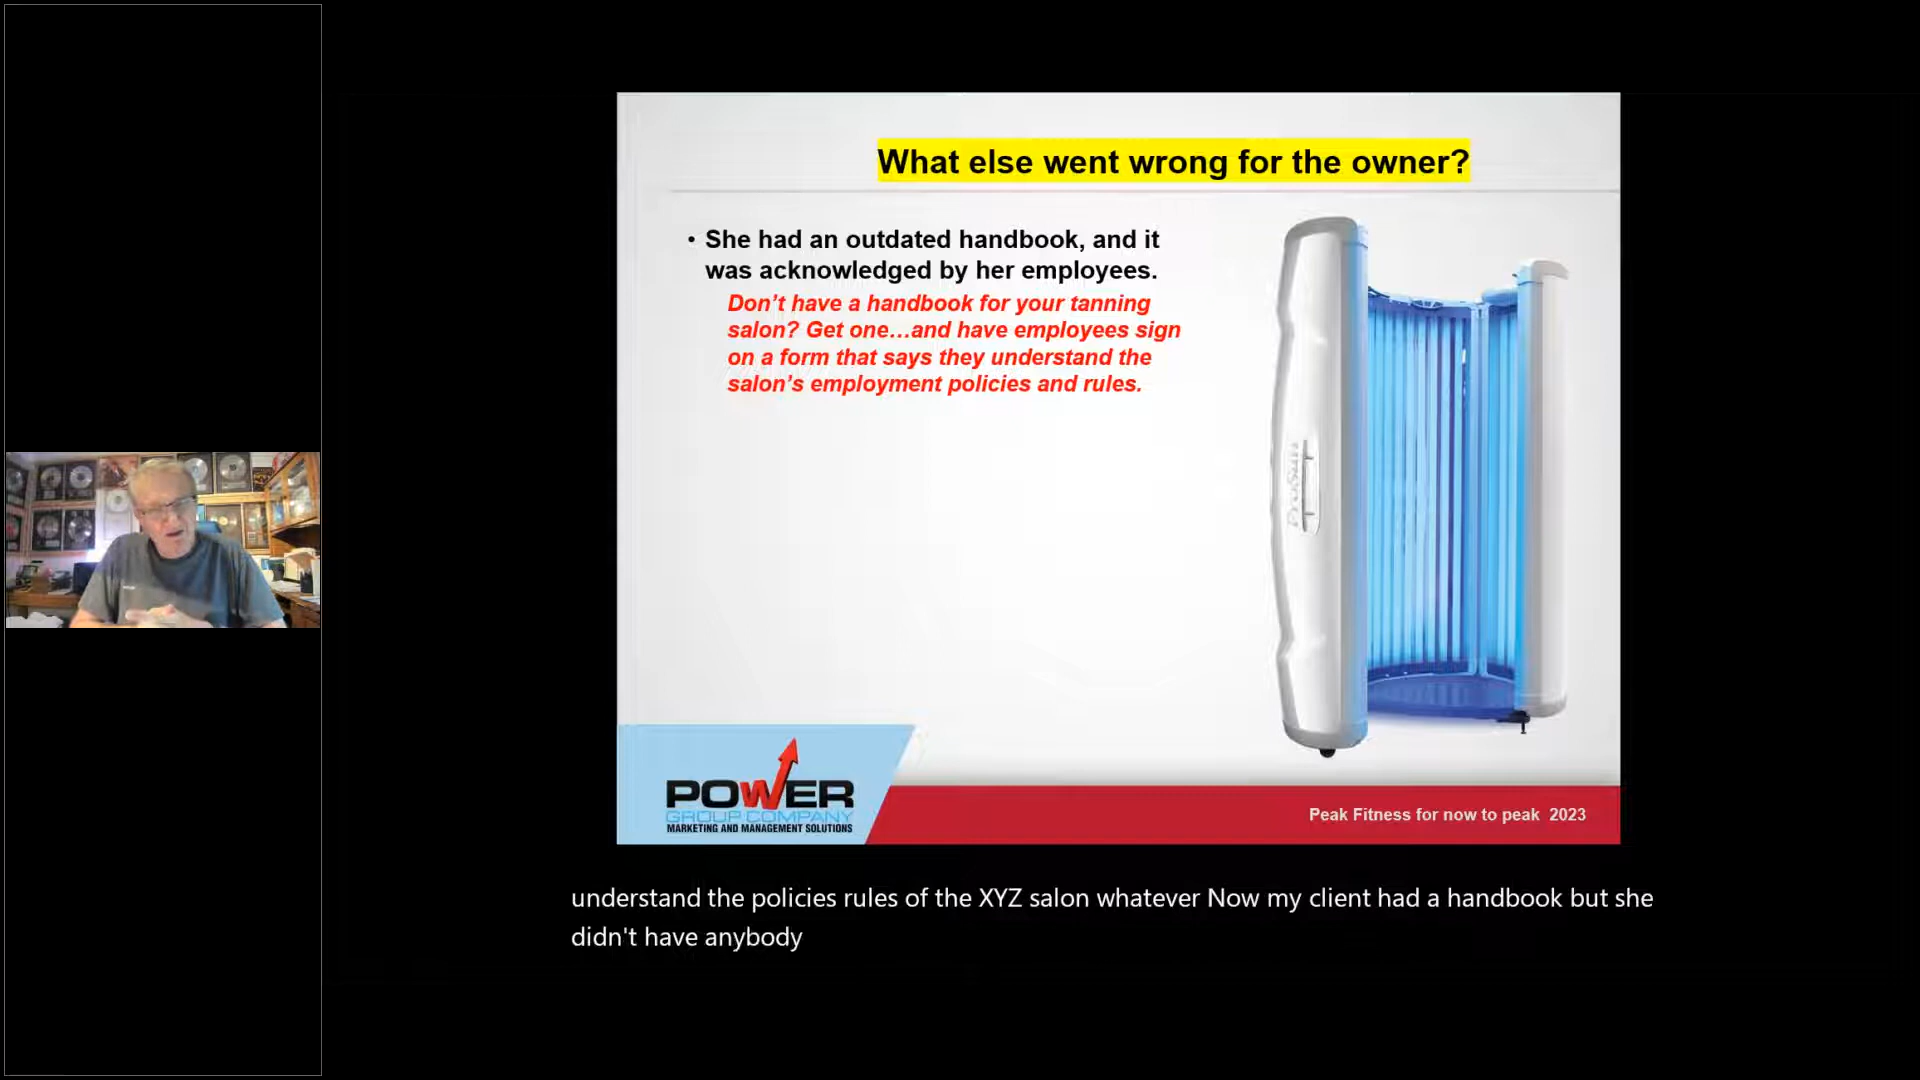 What else went wrong for the owner?
• She had an outdated handbook, and it
was acknowledged by her employees.
Don’t have a handbook for your tanning
salon? Get one…and have employees sign
on a form that says they understand the
salon’s employment policies and rules.
ProSun
POWER
GROUP COMPANY
MARKETING AND MANAGEMENT SOLUTIONS
Peak Fitness for now to peak 2023
understand the policies rules of the XYZ salon whatever Now my client had a handbook but she
didn't have anybody